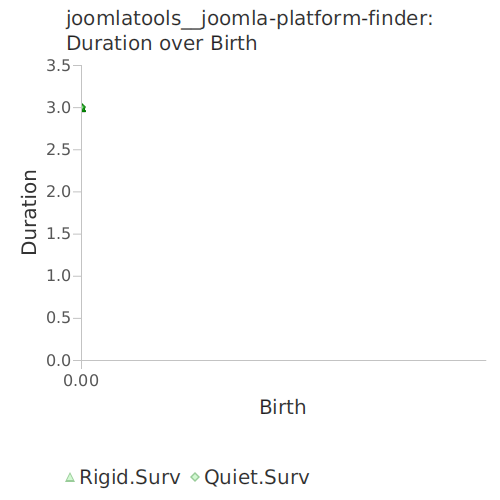 joomlatools__joomla-platform-finder:
Duration over Birth
3.5
3.0
2.5
2.0
1.5
1.0
0.5
0.0
Duration
0.00
Birth
Rigid.Surv Quiet.Surv